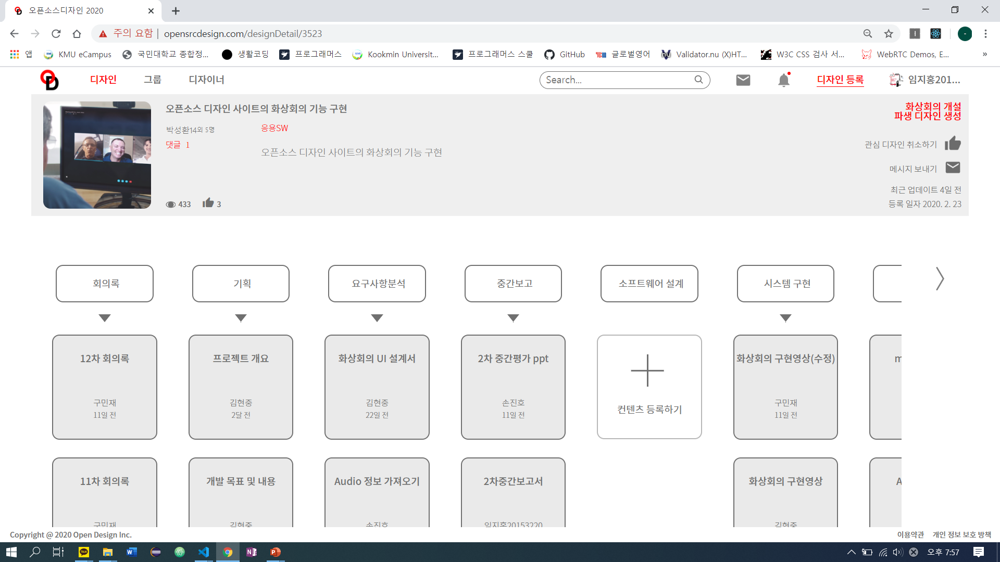 오픈소스디자인 2020
주의 요함 | opensrcdesign.com/designDetail/3523
앱 KMU eCampus 국민대학교 종합정... 생활코딩 프로그래머스 Kookmin Universit... 프로그래머스 스쿨 GitHub 글로벌영어 Validator.nu (X)HT... W3C CSS 검사 서... WebRTC Demos, E... »
디자인 그룹 디자이너 Search... 디자인 등록 임지홍201...
오픈소스 디자인 사이트의 화상회의 기능 구현
화상회의 개설
파생 디자인 생성
박성환14외 5명
응용SW
댓글 1
오픈소스 디자인 사이트의 화상회의 기능 구현
관심 디자인 취소하기
메시지 보내기
최근 업데이트 4일 전
433 3
등록 일자 2020. 2. 23
회의록 기획 요구사항분석 중간보고 소프트웨어 설계 시스템 구현
12차 회의록 프로젝트 개요 화상회의 UI 설계서 2차 중간평가 ppt 화상회의 구현영상(수정)
컨텐츠 등록하기
구민재 김현중 김현중 손진호 구민재
11일 전 2달 전 22일 전 11일 전 11일 전
11차 회의록 개발 목표 및 내용 Audio 정보 가져오기 2차중간보고서 화상회의 구현영상 A
구민재 김현중 손진호 임지홍20153220 김현중
Copyright @ 2020 Open Design Inc. 이용약관 개인 정보 보호 방책
오후 7:57